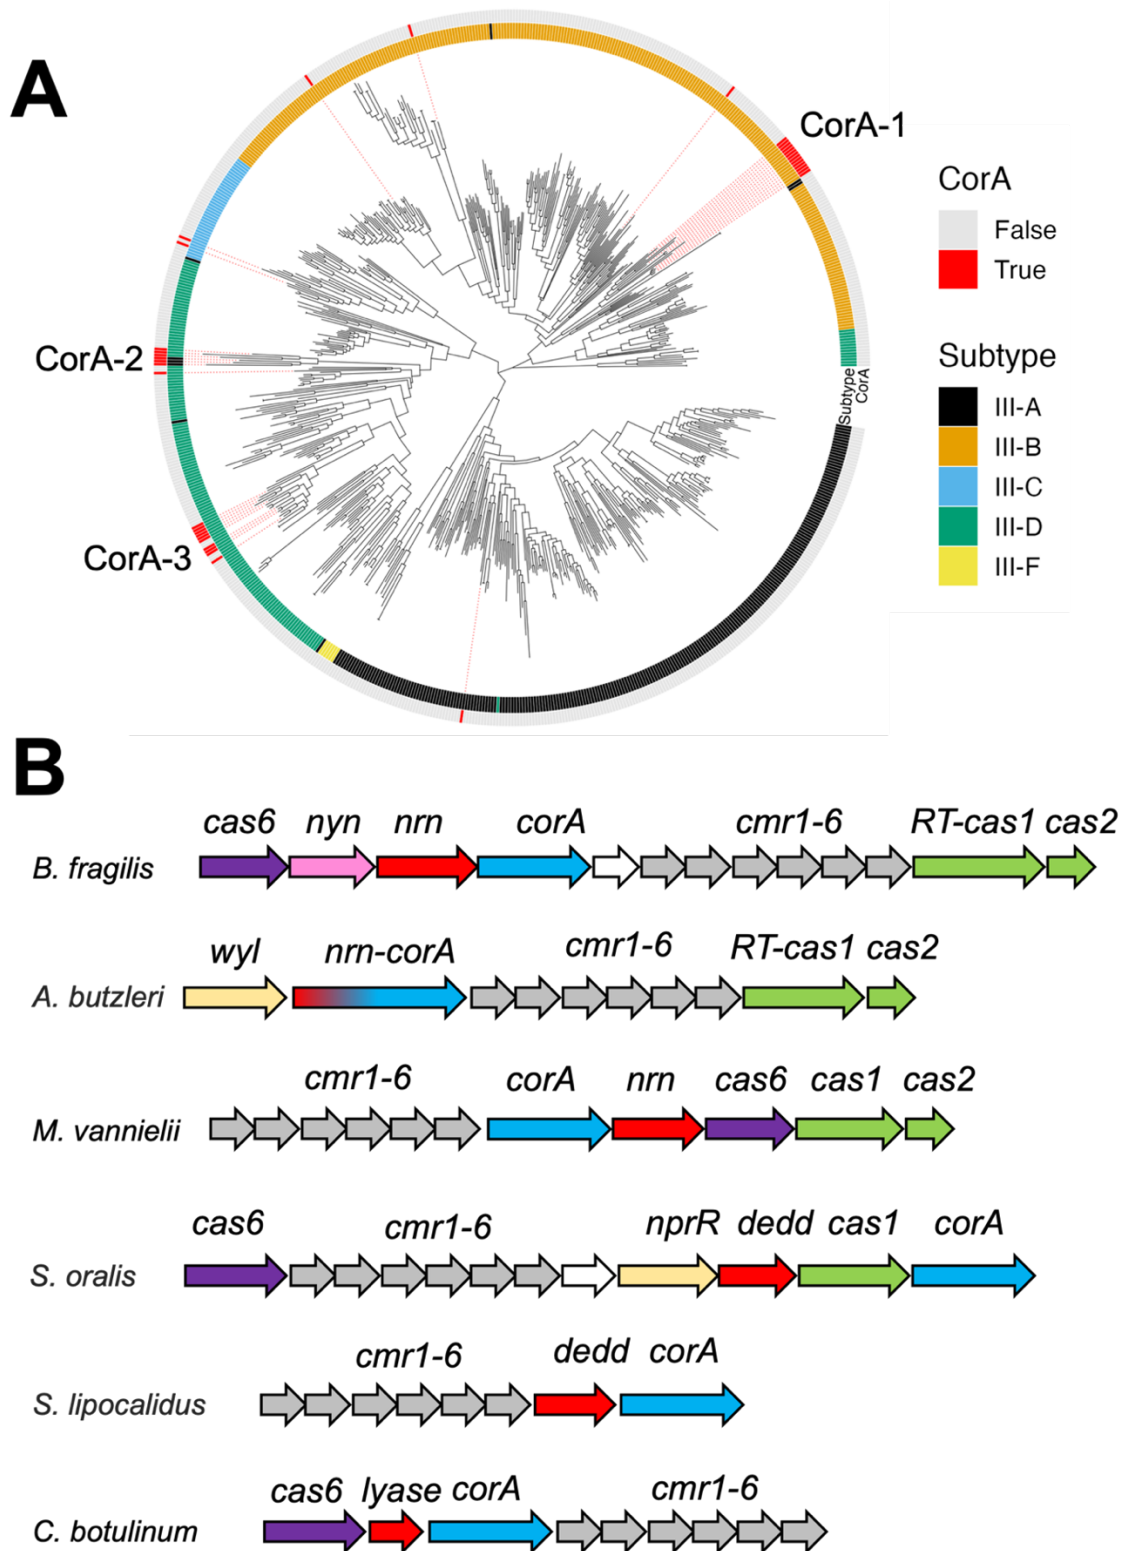 A
CorA-1
CorA
False
True
CorA-2
Subtype
III-A
III-B
III-C
III-D
III-F
Subtype
CorA
CorA-3
B
cas6 nyn nrn corA cmr1-6 RT-cas1 cas2
B. fragilis
wyl nrn-corA cmr1-6 RT-cas1 cas2
A. butzleri
cmr1-6 corA nrn cas6 cas1 cas2
M. vannielii
cas6 cmr1-6 nprR dedd cas1 corA
S. oralis
cmr1-6 dedd corA
S. lipocalidus
cas6 lyase corA cmr1-6
C. botulinum